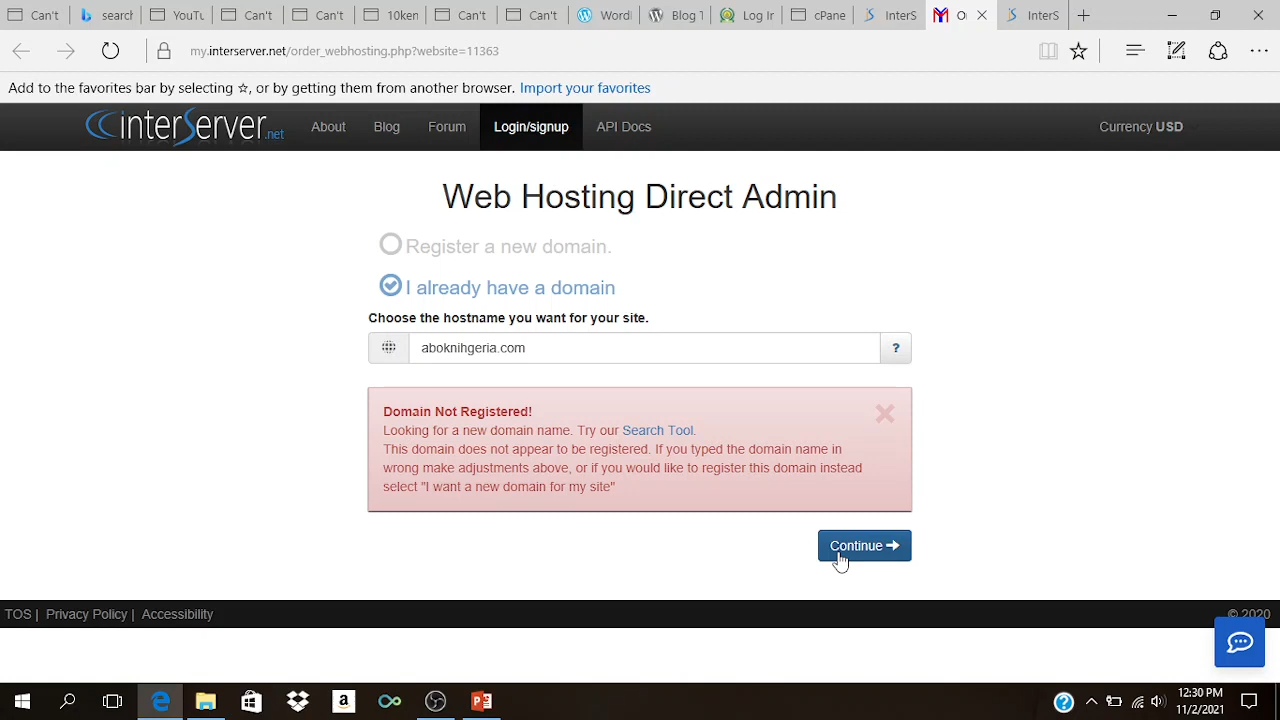 Can't
search
YouTu
Can't
Can't
10ken
Can't
Can't
Wordl
Blog T
Log Ir
cPane
InterS
O
InterS
my.interserver.net/order_webhosting.php?website=11363
Add to the favorites bar by selecting ☆, or by getting them from another browser. Import your favorites
interServer.net
About
Blog
Forum
Login/signup
API Docs
Currency USD
Web Hosting Direct Admin
Register a new domain.
I already have a domain
Choose the hostname you want for your site.
aboknihgeria.com
?
Domain Not Registered!
Looking for a new domain name. Try our Search Tool.
This domain does not appear to be registered. If you typed the domain name in
wrong make adjustments above, or if you would like to register this domain instead
select "I want a new domain for my site"
Continue
TOS | Privacy Policy | Accessibility
© 2020
12:30 PM
11/2/2021